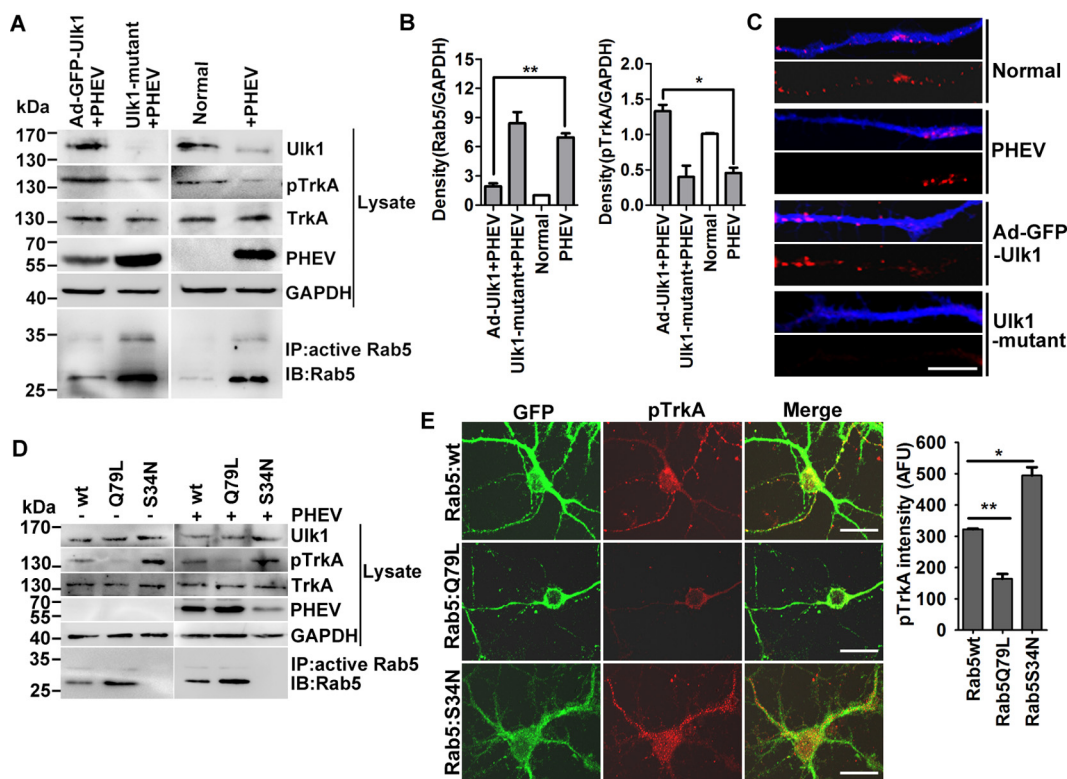 A
Ad-GFP-Ulk1
+PHEV
Ulk1-mutant
+PHEV
Normal
+PHEV
kDa
170
130
Ulk1
pTrkA
130
TrkA
70
55
PHEV
40
GAPDH
Lysate
35
25
IP:active Rab5
IB:Rab5
B
Density(Rab5/GAPDH)
15
12
9
6
3
0
**
Ad-Ulk1+PHEV
Ulk1-mutant+PHEV
Normal
PHEV
Density(pTrkA/GAPDH)
2.0
1.5
1.0
0.5
0.0
*
Ad-Ulk1+PHEV
Ulk1-mutant+PHEV
Normal
PHEV
C
Normal
PHEV
Ad-GFP
-Ulk1
Ulk1
-mutant
D
wt
Q79L
S34N
wt
Q79L
S34N
kDa
- - - + + + PHEV
170
Ulk1
130
pTrkA
130
TrkA
70
55
PHEV
40
GAPDH
Lysate
35
25
IP:active Rab5
IB:Rab5
E
GFP pTrkA Merge
Rab5:wt
Rab5:Q79L
Rab5:S34N
pTrkA intensity (AFU)
600
500
400
300
200
100
0
*
**
Rab5wt
Rab5Q79L
Rab5S34N